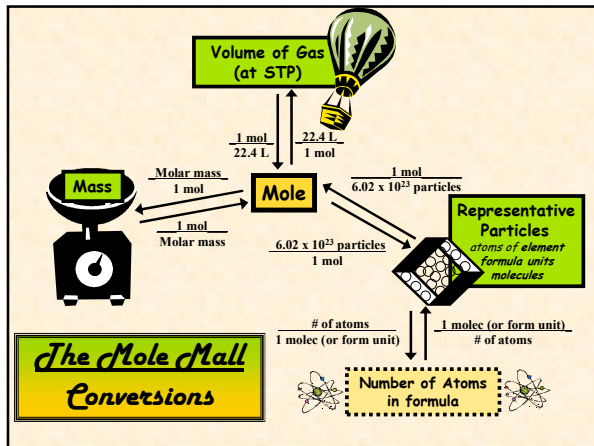 Volume of Gas
(at STP)
1 mol
22.4 L
22.4 L
1 mol
Mass
Molar mass
1 mol
1 mol
Molar mass
Mole
1 mol
6.02 x 10²³ particles
6.02 x 10²³ particles
1 mol
Representative
Particles
atoms of element
formula units
molecules
# of atoms
1 molec (or form unit)
1 molec (or form unit)
# of atoms
The Mole Mall
Conversions
Number of Atoms
in formula